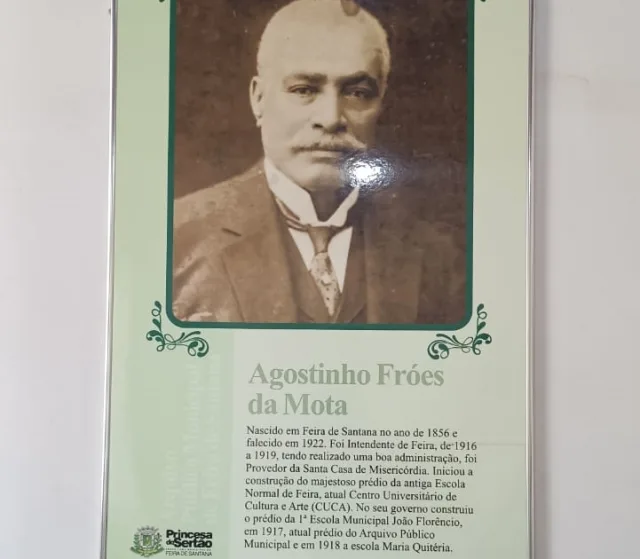 Agostinho Fróes
da Mota
Nascido em Feira de Santana no ano de 1856 e
falecido em 1922. Foi Intendente de Feira, de 1916
a 1919, tendo realizado uma boa administração, foi
Provedor da Santa Casa de Misericórdia. Iniciou a
construção do majestoso prédio da antiga Escola
Normal de Feira, atual Centro Universitário de
Cultura e Arte (CUCA). No seu governo construiu
o prédio da 1ª Escola Municipal João Florêncio,
em 1917, atual prédio do Arquivo Público
Municipal e em 1918 a escola Maria Quitéria.
Princesa
do Sertão
FEIRA DE SANTANA